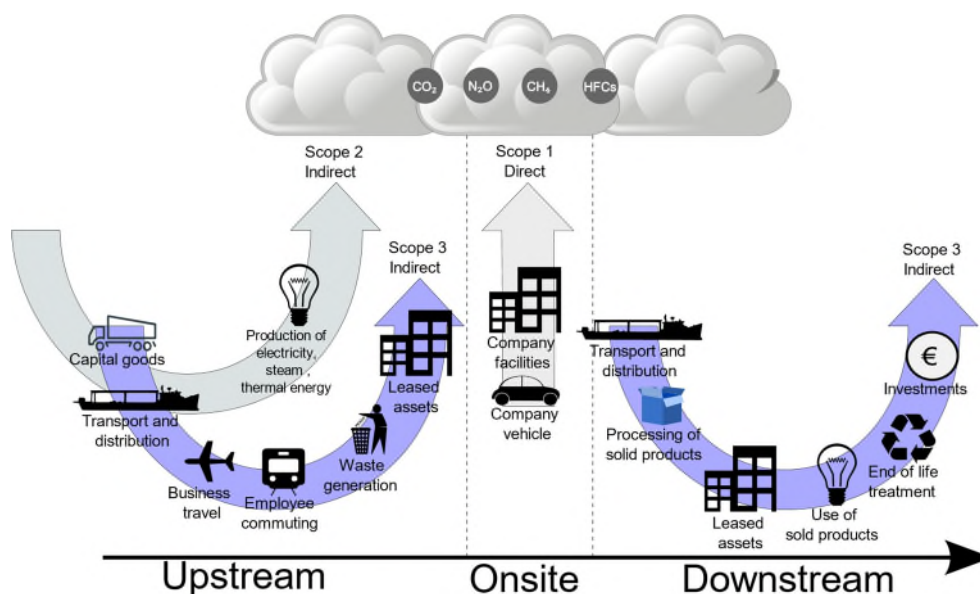 CO₂
N₂O
CH₄
HFCs
Scope 2
Indirect
Scope 1
Direct
Scope 3
Indirect
Scope 3
Indirect
Capital goods
Transport and
distribution
Business
travel
Employee
commuting
Waste
generation
Leased
assets
Production of
electricity,
steam ,
thermal energy
Company
facilities
Company
vehicle
Transport and
distribution
Processing of
solid products
Leased
assets
Use of
sold products
End of life
treatment
€
Investments
Upstream
Onsite
Downstream